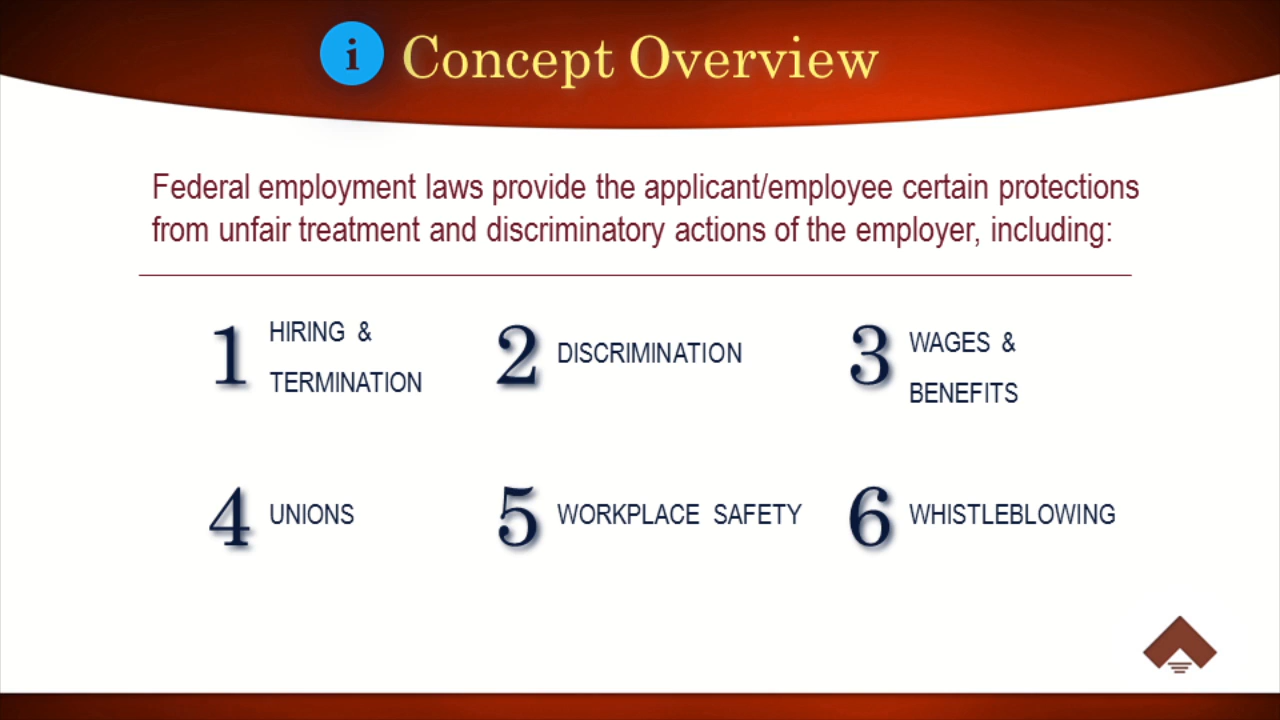 i Concept Overview
Federal employment laws provide the applicant/employee certain protections
from unfair treatment and discriminatory actions of the employer, including:
1 HIRING &
TERMINATION
2 DISCRIMINATION
3 WAGES &
BENEFITS
4 UNIONS
5 WORKPLACE SAFETY
6 WHISTLEBLOWING